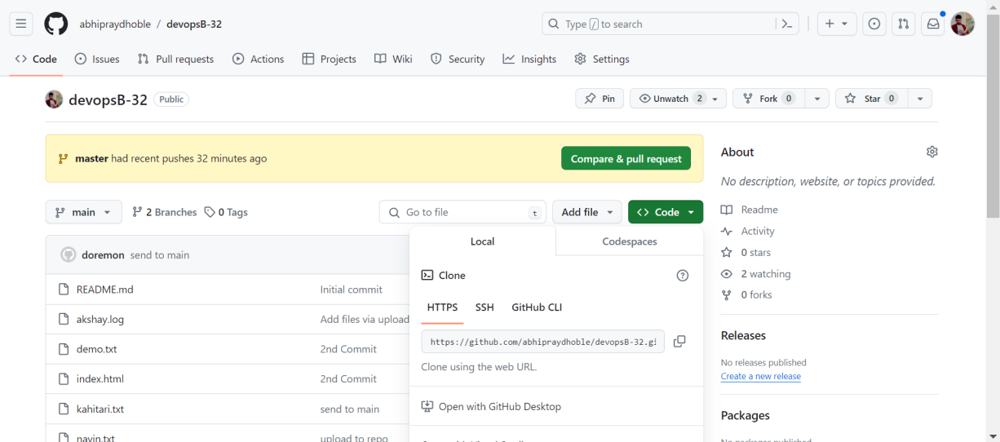 abhipraydhoble / devopsB-32
Type / to search
Code Issues Pull requests Actions Projects Wiki Security Insights Settings
devopsB-32 Public
Pin Unwatch 2 Fork 0 Star 0
master had recent pushes 32 minutes ago
Compare & pull request
main 2 Branches 0 Tags
Go to file t Add file Code
doremon send to main
README.md Initial commit
akshay.log Add files via upload
demo.txt 2nd Commit
index.html 2nd Commit
kahitari.txt send to main
navin.txt upload to repo
Local Codespaces
Clone
HTTPS SSH GitHub CLI
https://github.com/abhipraydhoble/devopsB-32.gi
Clone using the web URL.
Open with GitHub Desktop
About
No description, website, or topics provided.
Readme
Activity
0 stars
2 watching
0 forks
Releases
No releases published
Create a new release
Packages
No packages published